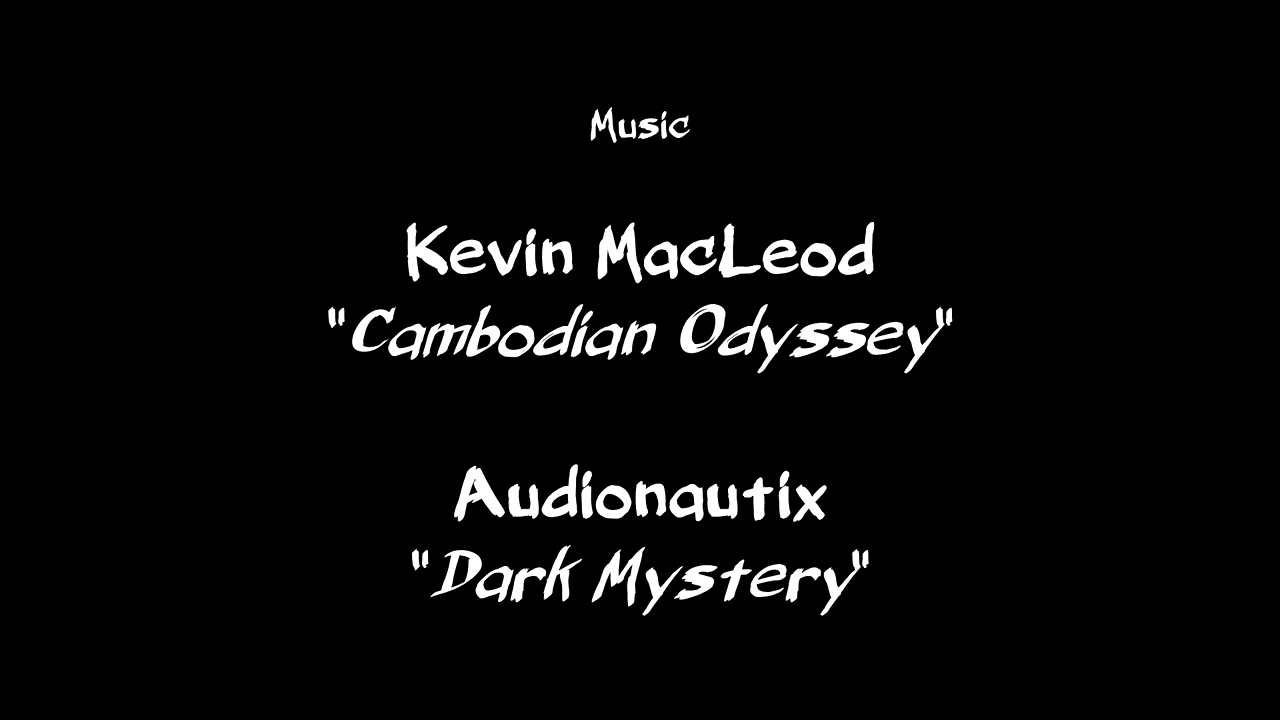 Music
Kevin MacLeod
"Cambodian Odyssey"
Audionautix
"Dark Mystery"